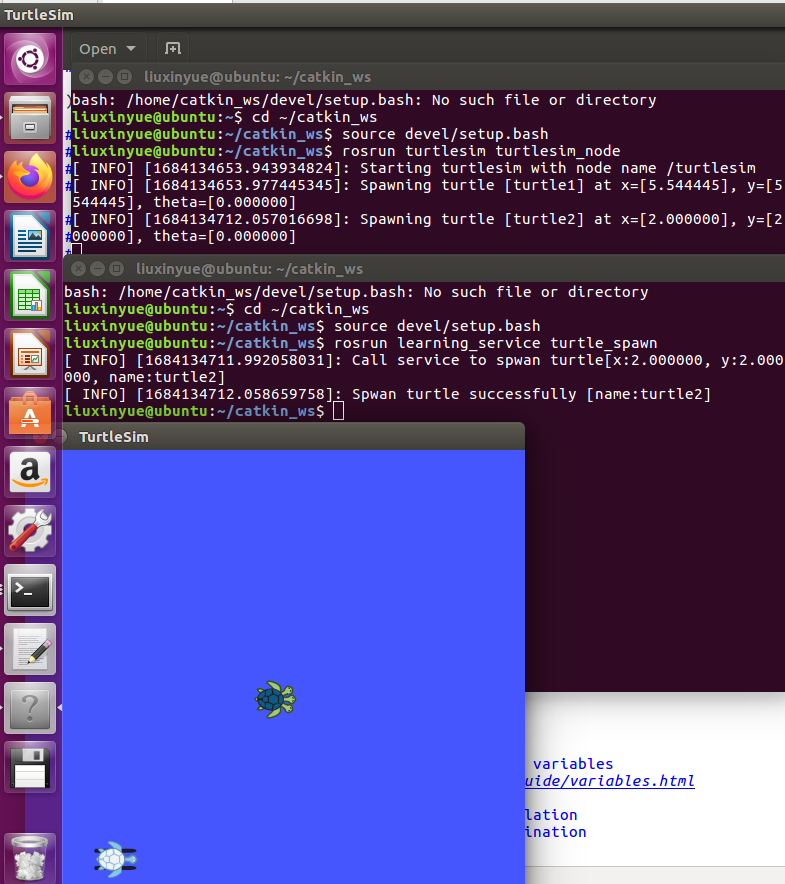 TurtleSim
Open
liuxinyue@ubuntu: ~/catkin_ws
bash: /home/catkin_ws/devel/setup.bash: No such file or directory
liuxinyue@ubuntu:~$ cd ~/catkin_ws
#liuxinyue@ubuntu:~/catkin_ws$ source devel/setup.bash
#liuxinyue@ubuntu:~/catkin_ws$ rosrun turtlesim turtlesim_node
#[ INFO] [1684134653.943934824]: Starting turtlesim with node name /turtlesim
#[ INFO] [1684134653.977445345]: Spawning turtle [turtle1] at x=[5.544445], y=[5
544445], theta=[0.000000]
#[ INFO] [1684134712.057016698]: Spawning turtle [turtle2] at x=[2.000000], y=[2
#000000], theta=[0.000000]
liuxinyue@ubuntu: ~/catkin_ws
bash: /home/catkin_ws/devel/setup.bash: No such file or directory
liuxinyue@ubuntu:~$ cd ~/catkin_ws
liuxinyue@ubuntu:~/catkin_ws$ source devel/setup.bash
liuxinyue@ubuntu:~/catkin_ws$ rosrun learning_service turtle_spawn
[ INFO] [1684134711.992058031]: Call service to spwan turtle[x:2.000000, y:2.000
000, name:turtle2]
[ INFO] [1684134712.058659758]: Spwan turtle successfully [name:turtle2]
liuxinyue@ubuntu:~/catkin_ws$
TurtleSim
variables
uide/variables.html
lation
ination